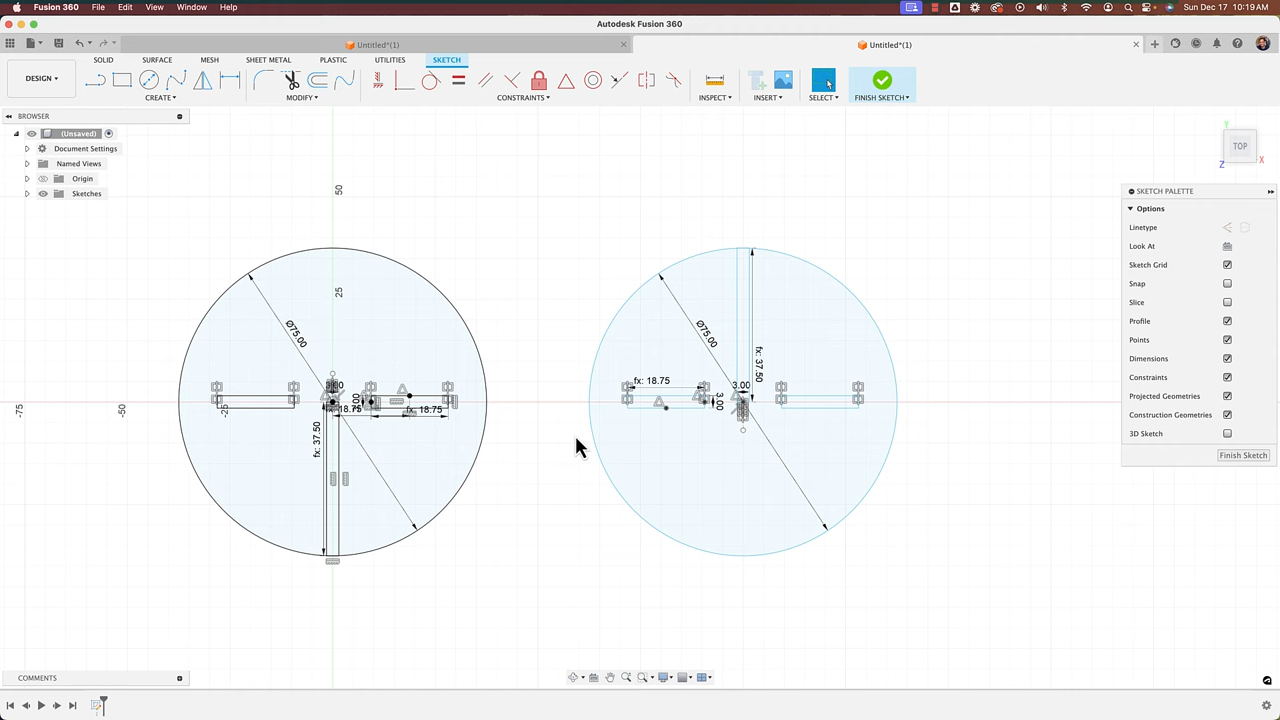 Fusion 360 File Edit View Window Help Sun Dec 17 10:19 AM
Autodesk Fusion 360
Untitled*(1) Untitled*(1)
SOLID SURFACE MESH SHEET METAL PLASTIC UTILITIES SKETCH
DESIGN
CREATE MODIFY CONSTRAINTS INSPECT INSERT SELECT FINISH SKETCH
BROWSER
(Unsaved)
Document Settings
Named Views
Origin
Sketches
TOP
Y
X
Z
SKETCH PALETTE
Options
Linetype
Look At
Sketch Grid
Snap
Slice
Profile
Points
Dimensions
Constraints
Projected Geometries
Construction Geometries
3D Sketch
Finish Sketch
50
25
-75
-50
-25
Ø75.00
fx: 18.75
fx: 18.75
fx: 37.50
Ø75.00
fx: 37.50
fx: 18.75
3.00
3.00
COMMENTS